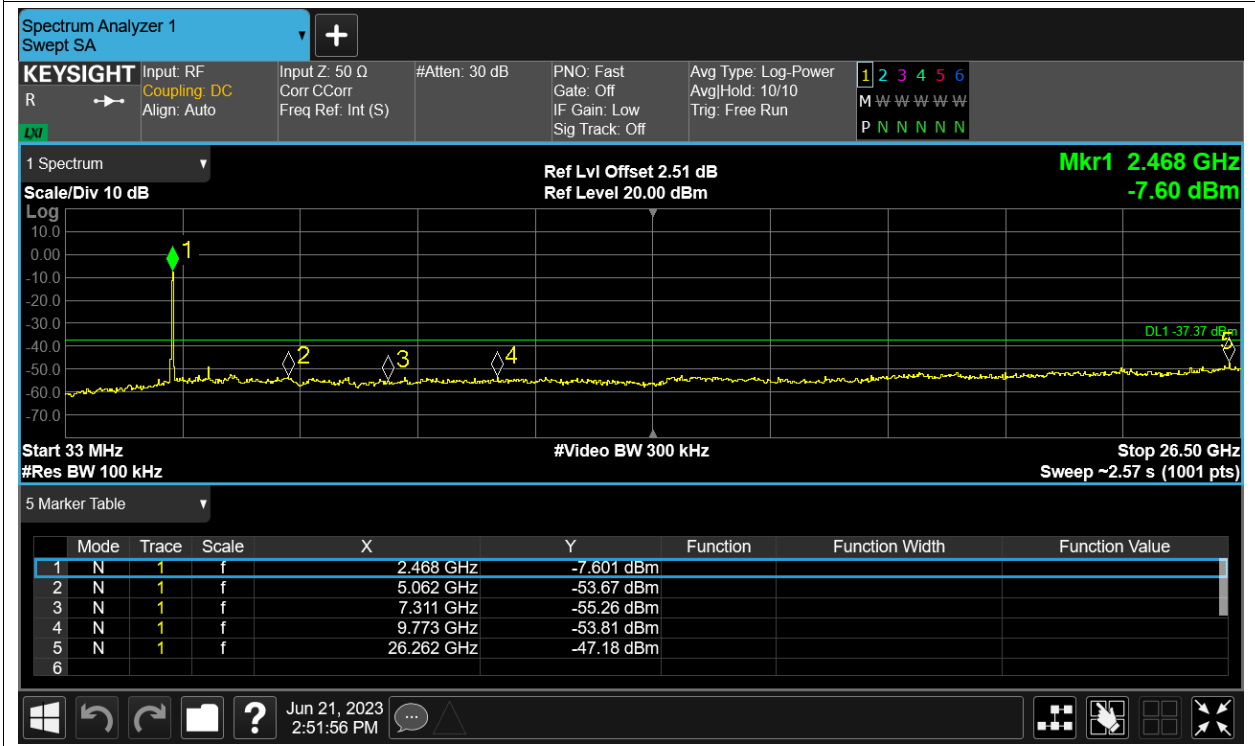 Spectrum Analyzer 1
Swept SA
+
KEYSIGHT Input: RF Input Z: 50 Ω #Atten: 30 dB PNO: Fast Avg Type: Log-Power 1 2 3 4 5 6
R Coupling: DC Corr CCorr Gate: Off Avg|Hold: 10/10 M W W W W W
Align: Auto Freq Ref: Int (S) IF Gain: Low Trig: Free Run
LXI Sig Track: Off P N N N N N
1 Spectrum Ref Lvl Offset 2.51 dB Mkr1 2.468 GHz
Scale/Div 10 dB Ref Level 20.00 dBm -7.60 dBm
Log
10.0
0.00 1
-10.0
-20.0
-30.0 DL1 -37.37 dBm
-40.0 2 3 4 5
-50.0
-60.0
-70.0
Start 33 MHz #Video BW 300 kHz Stop 26.50 GHz
#Res BW 100 kHz Sweep ~2.57 s (1001 pts)
5 Marker Table
Mode Trace Scale X Y Function Function Width Function Value
1 N 1 f 2.468 GHz -7.601 dBm
2 N 1 f 5.062 GHz -53.67 dBm
3 N 1 f 7.311 GHz -55.26 dBm
4 N 1 f 9.773 GHz -53.81 dBm
5 N 1 f 26.262 GHz -47.18 dBm
6
? Jun 21, 2023
2:51:56 PM